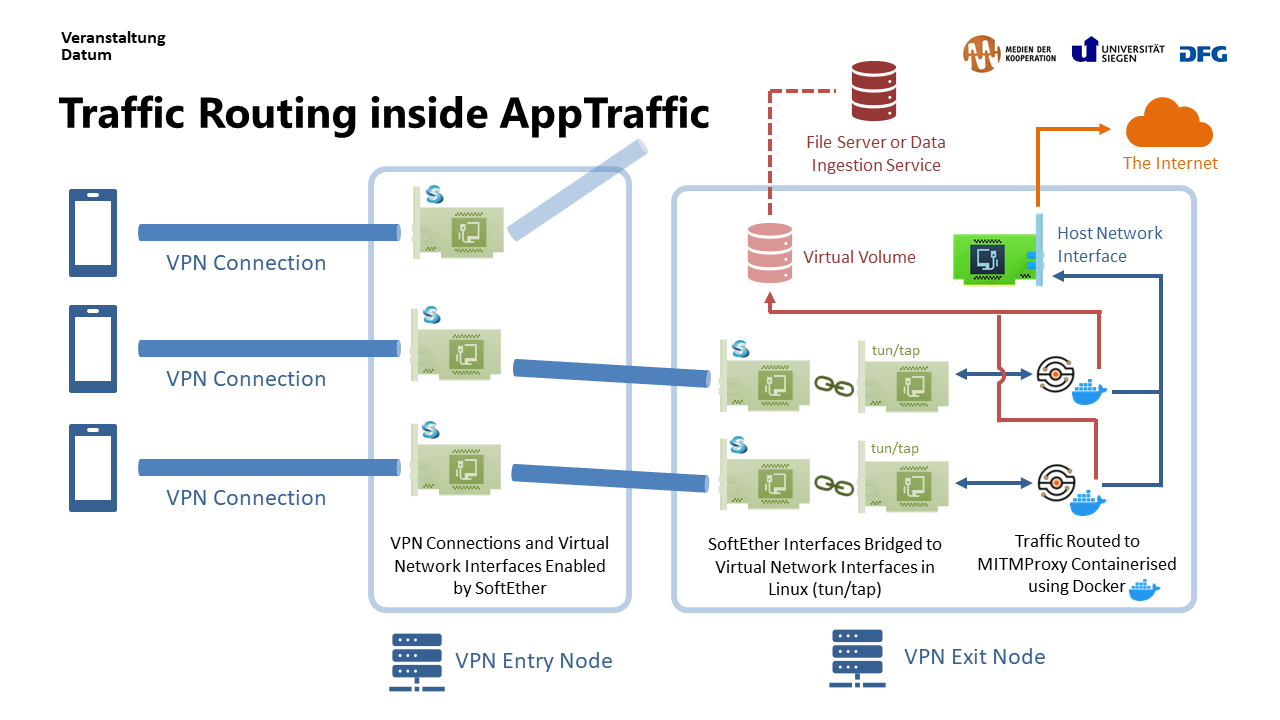 Veranstaltung
Datum
MEDIEN DER
KOOPERATION
UNIVERSITÄT
SIEGEN
DFG
Traffic Routing inside AppTraffic
File Server or Data
Ingestion Service
The Internet
VPN Connection
Virtual Volume
Host Network
Interface
VPN Connection
tun/tap
VPN Connection
tun/tap
VPN Connections and Virtual
Network Interfaces Enabled
by SoftEther
SoftEther Interfaces Bridged to
Virtual Network Interfaces in
Linux (tun/tap)
Traffic Routed to
MITMProxy Containerised
using Docker
VPN Entry Node
VPN Exit Node